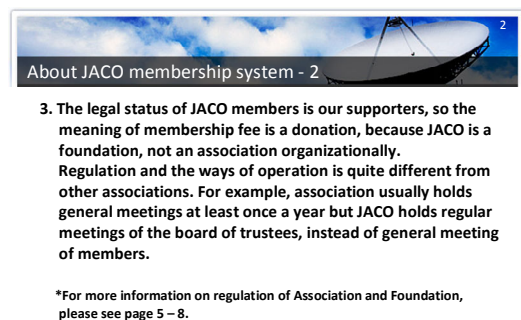 2
About JACO membership system - 2
3. The legal status of JACO members is our supporters, so the
meaning of membership fee is a donation, because JACO is a
foundation, not an association organizationally.
Regulation and the ways of operation is quite different from
other associations. For example, association usually holds
general meetings at least once a year but JACO holds regular
meetings of the board of trustees, instead of general meeting
of members.
*For more information on regulation of Association and Foundation,
please see page 5 – 8.